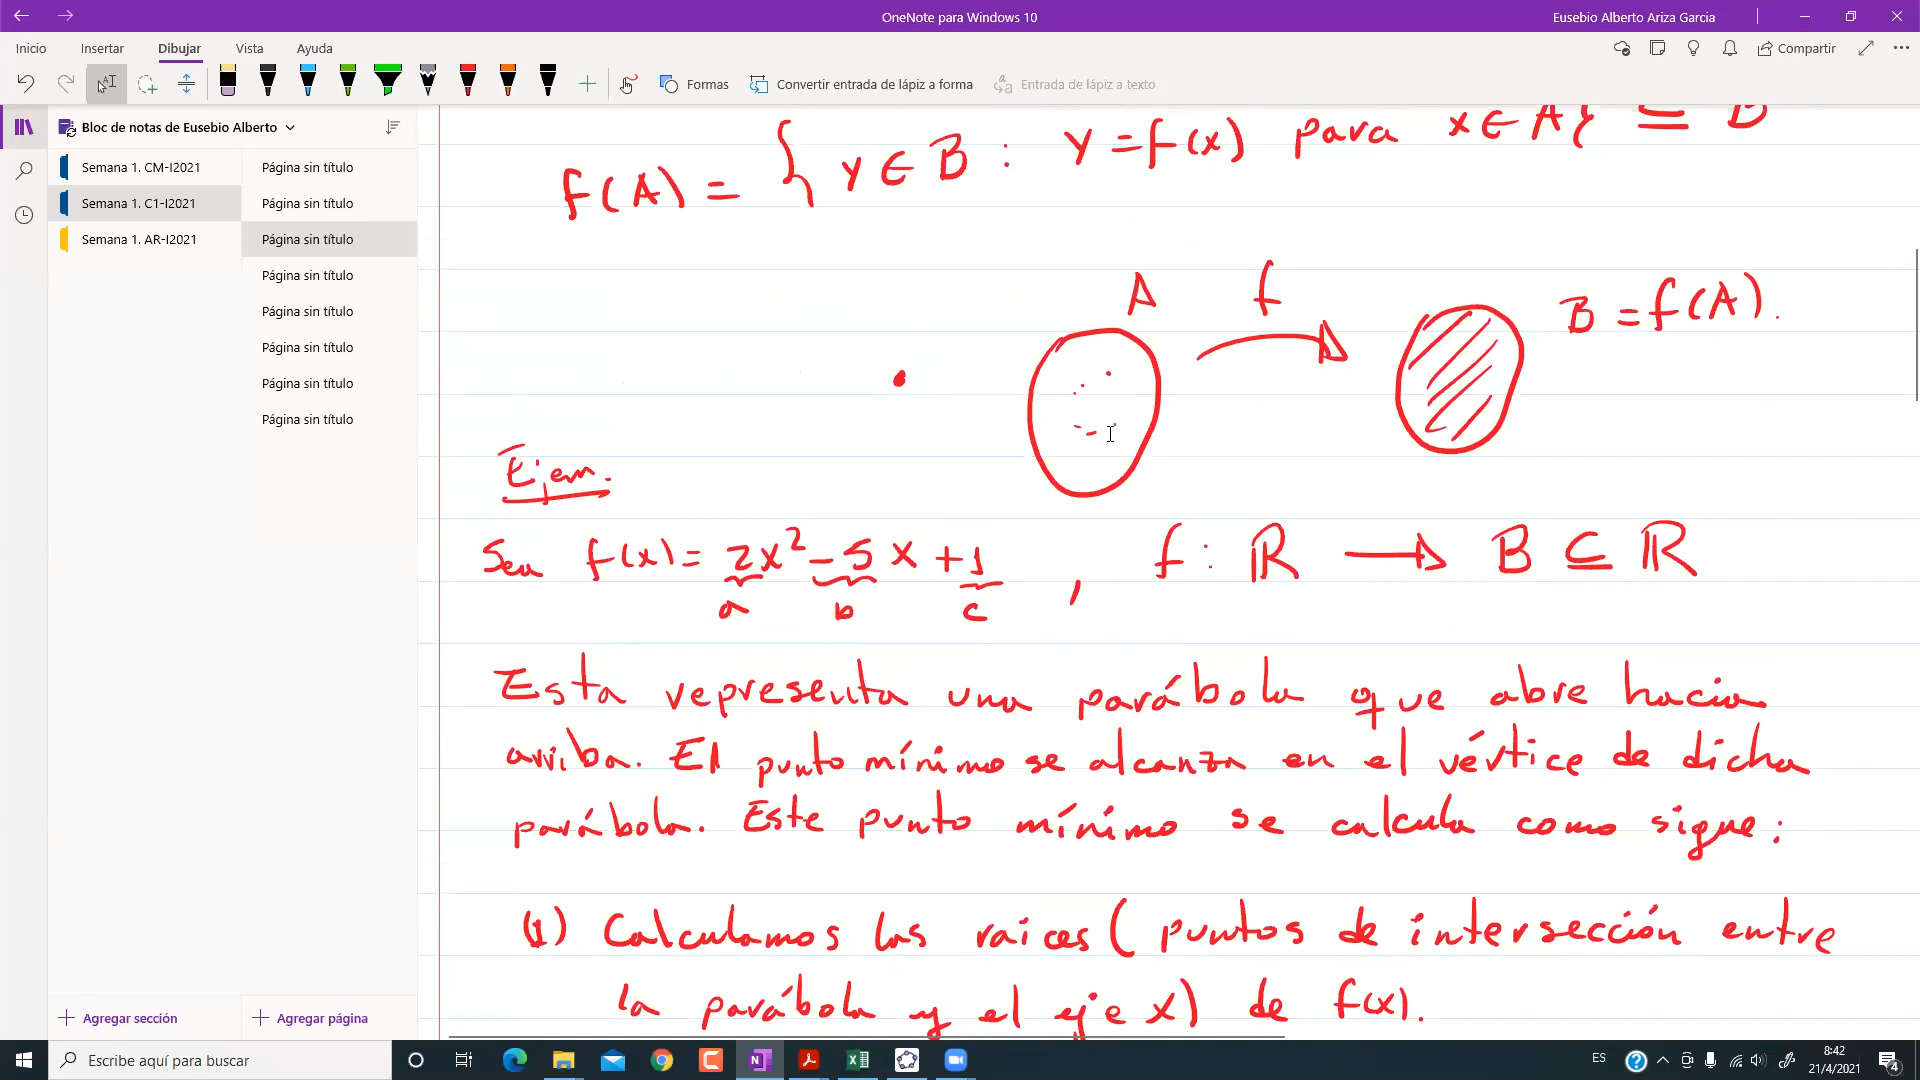 OneNote para Windows 10
Eusebio Alberto Ariza Garcia
Inicio Insertar Dibujar Vista Ayuda
Compartir
Formas
Convertir entrada de lápiz a forma
Entrada de lápiz a texto
Bloc de notas de Eusebio Alberto
Semana 1. CM-I2021
Semana 1. C1-I2021
Semana 1. AR-I2021
Página sin título
Página sin título
Página sin título
Página sin título
Página sin título
Página sin título
Página sin título
Página sin título
f(A) = { y ∈ B : y = f(x) para x ∈ A} ⊆ B
A f B = f(A).
Ejem.
Sea f(x) = 2x² - 5x + 1 , f : ℝ → B ⊆ ℝ
a b c
Esta representa una parábola que abre hacia
arriba. El punto mínimo se alcanza en el vértice de dicha
parábola. Este punto mínimo se calcula como sigue:
(1) Calculamos las raíces ( puntos de intersección entre
la parábola y el eje x) de f(x).
Agregar sección
Agregar página
Escribe aquí para buscar
ES
8:42
21/4/2021
4